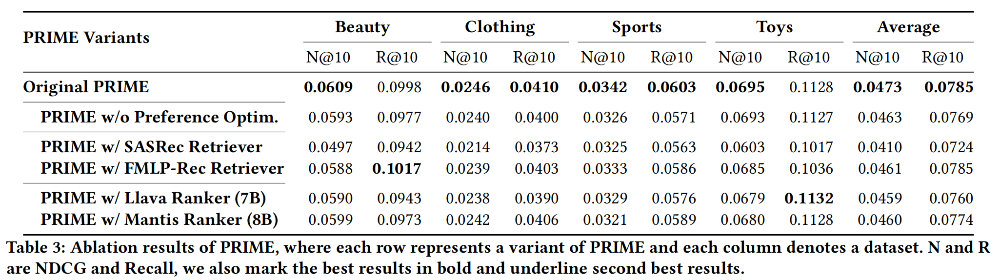 Beauty Clothing Sports Toys Average
PRIME Variants
N@10 R@10 N@10 R@10 N@10 R@10 N@10 R@10 N@10 R@10
Original PRIME 0.0609 0.0998 0.0246 0.0410 0.0342 0.0603 0.0695 0.1128 0.0473 0.0785
PRIME w/o Preference Optim. 0.0593 0.0977 0.0240 0.0400 0.0326 0.0571 0.0693 0.1127 0.0463 0.0769
PRIME w/ SASRec Retriever 0.0497 0.0942 0.0214 0.0373 0.0325 0.0563 0.0603 0.1017 0.0410 0.0724
PRIME w/ FMLP-Rec Retriever 0.0588 0.1017 0.0239 0.0403 0.0333 0.0586 0.0685 0.1036 0.0461 0.0785
PRIME w/ Llava Ranker (7B) 0.0590 0.0943 0.0238 0.0390 0.0329 0.0576 0.0679 0.1132 0.0459 0.0760
PRIME w/ Mantis Ranker (8B) 0.0599 0.0973 0.0242 0.0406 0.0321 0.0589 0.0680 0.1128 0.0460 0.0774
Table 3: Ablation results of PRIME, where each row represents a variant of PRIME and each column denotes a dataset. N and R
are NDCG and Recall, we also mark the best results in bold and underline second best results.